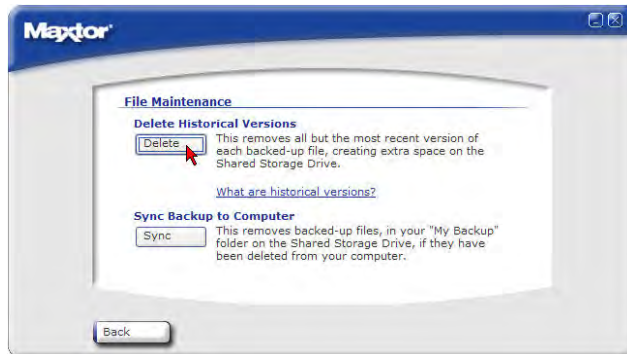 Maxtor
File Maintenance
Delete Historical Versions
Delete
This removes all but the most recent version of
each backed-up file, creating extra space on the
Shared Storage Drive.
What are historical versions?
Sync Backup to Computer
Sync
This removes backed-up files, in your "My Backup"
folder on the Shared Storage Drive, if they have
been deleted from your computer.
Back